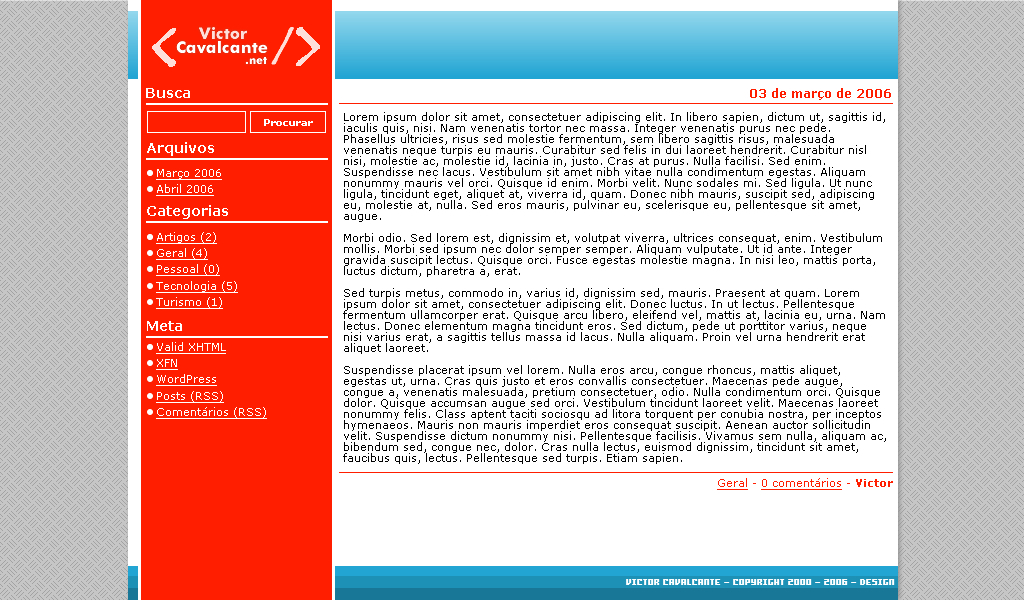 Victor
Cavalcante
.net
Busca
Procurar
Arquivos
Março 2006
Abril 2006
Categorias
Artigos (2)
Geral (4)
Pessoal (0)
Tecnologia (5)
Turismo (1)
Meta
Valid XHTML
XFN
WordPress
Posts (RSS)
Comentários (RSS)
03 de março de 2006
Lorem ipsum dolor sit amet, consectetuer adipiscing elit. In libero sapien, dictum ut, sagittis id,
iaculis quis, nisi. Nam venenatis tortor nec massa. Integer venenatis purus nec pede.
Phasellus ultricies, risus sed molestie fermentum, sem libero sagittis risus, malesuada
venenatis neque turpis eu mauris. Curabitur sed felis in dui laoreet hendrerit. Curabitur nisl
nisi, molestie ac, molestie id, lacinia in, justo. Cras at purus. Nulla facilisi. Sed enim.
Suspendisse nec lacus. Vestibulum sit amet nibh vitae nulla condimentum egestas. Aliquam
nonummy mauris vel orci. Quisque id enim. Morbi velit. Nunc sodales mi. Sed ligula. Ut nunc
ligula, tincidunt eget, aliquet at, viverra id, quam. Donec nibh mauris, suscipit sed, adipiscing
eu, molestie at, nulla. Sed eros mauris, pulvinar eu, scelerisque eu, pellentesque sit amet,
augue.
Morbi odio. Sed lorem est, dignissim et, volutpat viverra, ultrices consequat, enim. Vestibulum
mollis. Morbi sed ipsum nec dolor semper semper. Aliquam vulputate. Ut id ante. Integer
gravida suscipit lectus. Quisque orci. Fusce egestas molestie magna. In nisi leo, mattis porta,
luctus dictum, pharetra a, erat.
Sed turpis metus, commodo in, varius id, dignissim sed, mauris. Praesent at quam. Lorem
ipsum dolor sit amet, consectetuer adipiscing elit. Donec luctus. In ut lectus. Pellentesque
fermentum ullamcorper erat. Quisque arcu libero, eleifend vel, mattis at, lacinia eu, urna. Nam
lectus. Donec elementum magna tincidunt eros. Sed dictum, pede ut porttitor varius, neque
nisi varius erat, a sagittis tellus massa id lacus. Nulla aliquam. Proin vel urna hendrerit erat
aliquet laoreet.
Suspendisse placerat ipsum vel lorem. Nulla eros arcu, congue rhoncus, mattis aliquet,
egestas ut, urna. Cras quis justo et eros convallis consectetuer. Maecenas pede augue,
congue a, venenatis malesuada, pretium consectetuer, odio. Nulla condimentum orci. Quisque
dolor. Quisque accumsan augue sed orci. Vestibulum tincidunt laoreet velit. Maecenas laoreet
nonummy felis. Class aptent taciti sociosqu ad litora torquent per conubia nostra, per inceptos
hymenaeos. Mauris non mauris imperdiet eros consequat suscipit. Aenean auctor sollicitudin
velit. Suspendisse dictum nonummy nisi. Pellentesque facilisis. Vivamus sem nulla, aliquam ac,
bibendum sed, congue nec, dolor. Cras nulla lectus, euismod dignissim, tincidunt sit amet,
faucibus quis, lectus. Pellentesque sed turpis. Etiam sapien.
Geral - 0 comentários - Victor
VICTOR CAVALCANTE - COPYRIGHT 2000 - 2006 - DESIGN